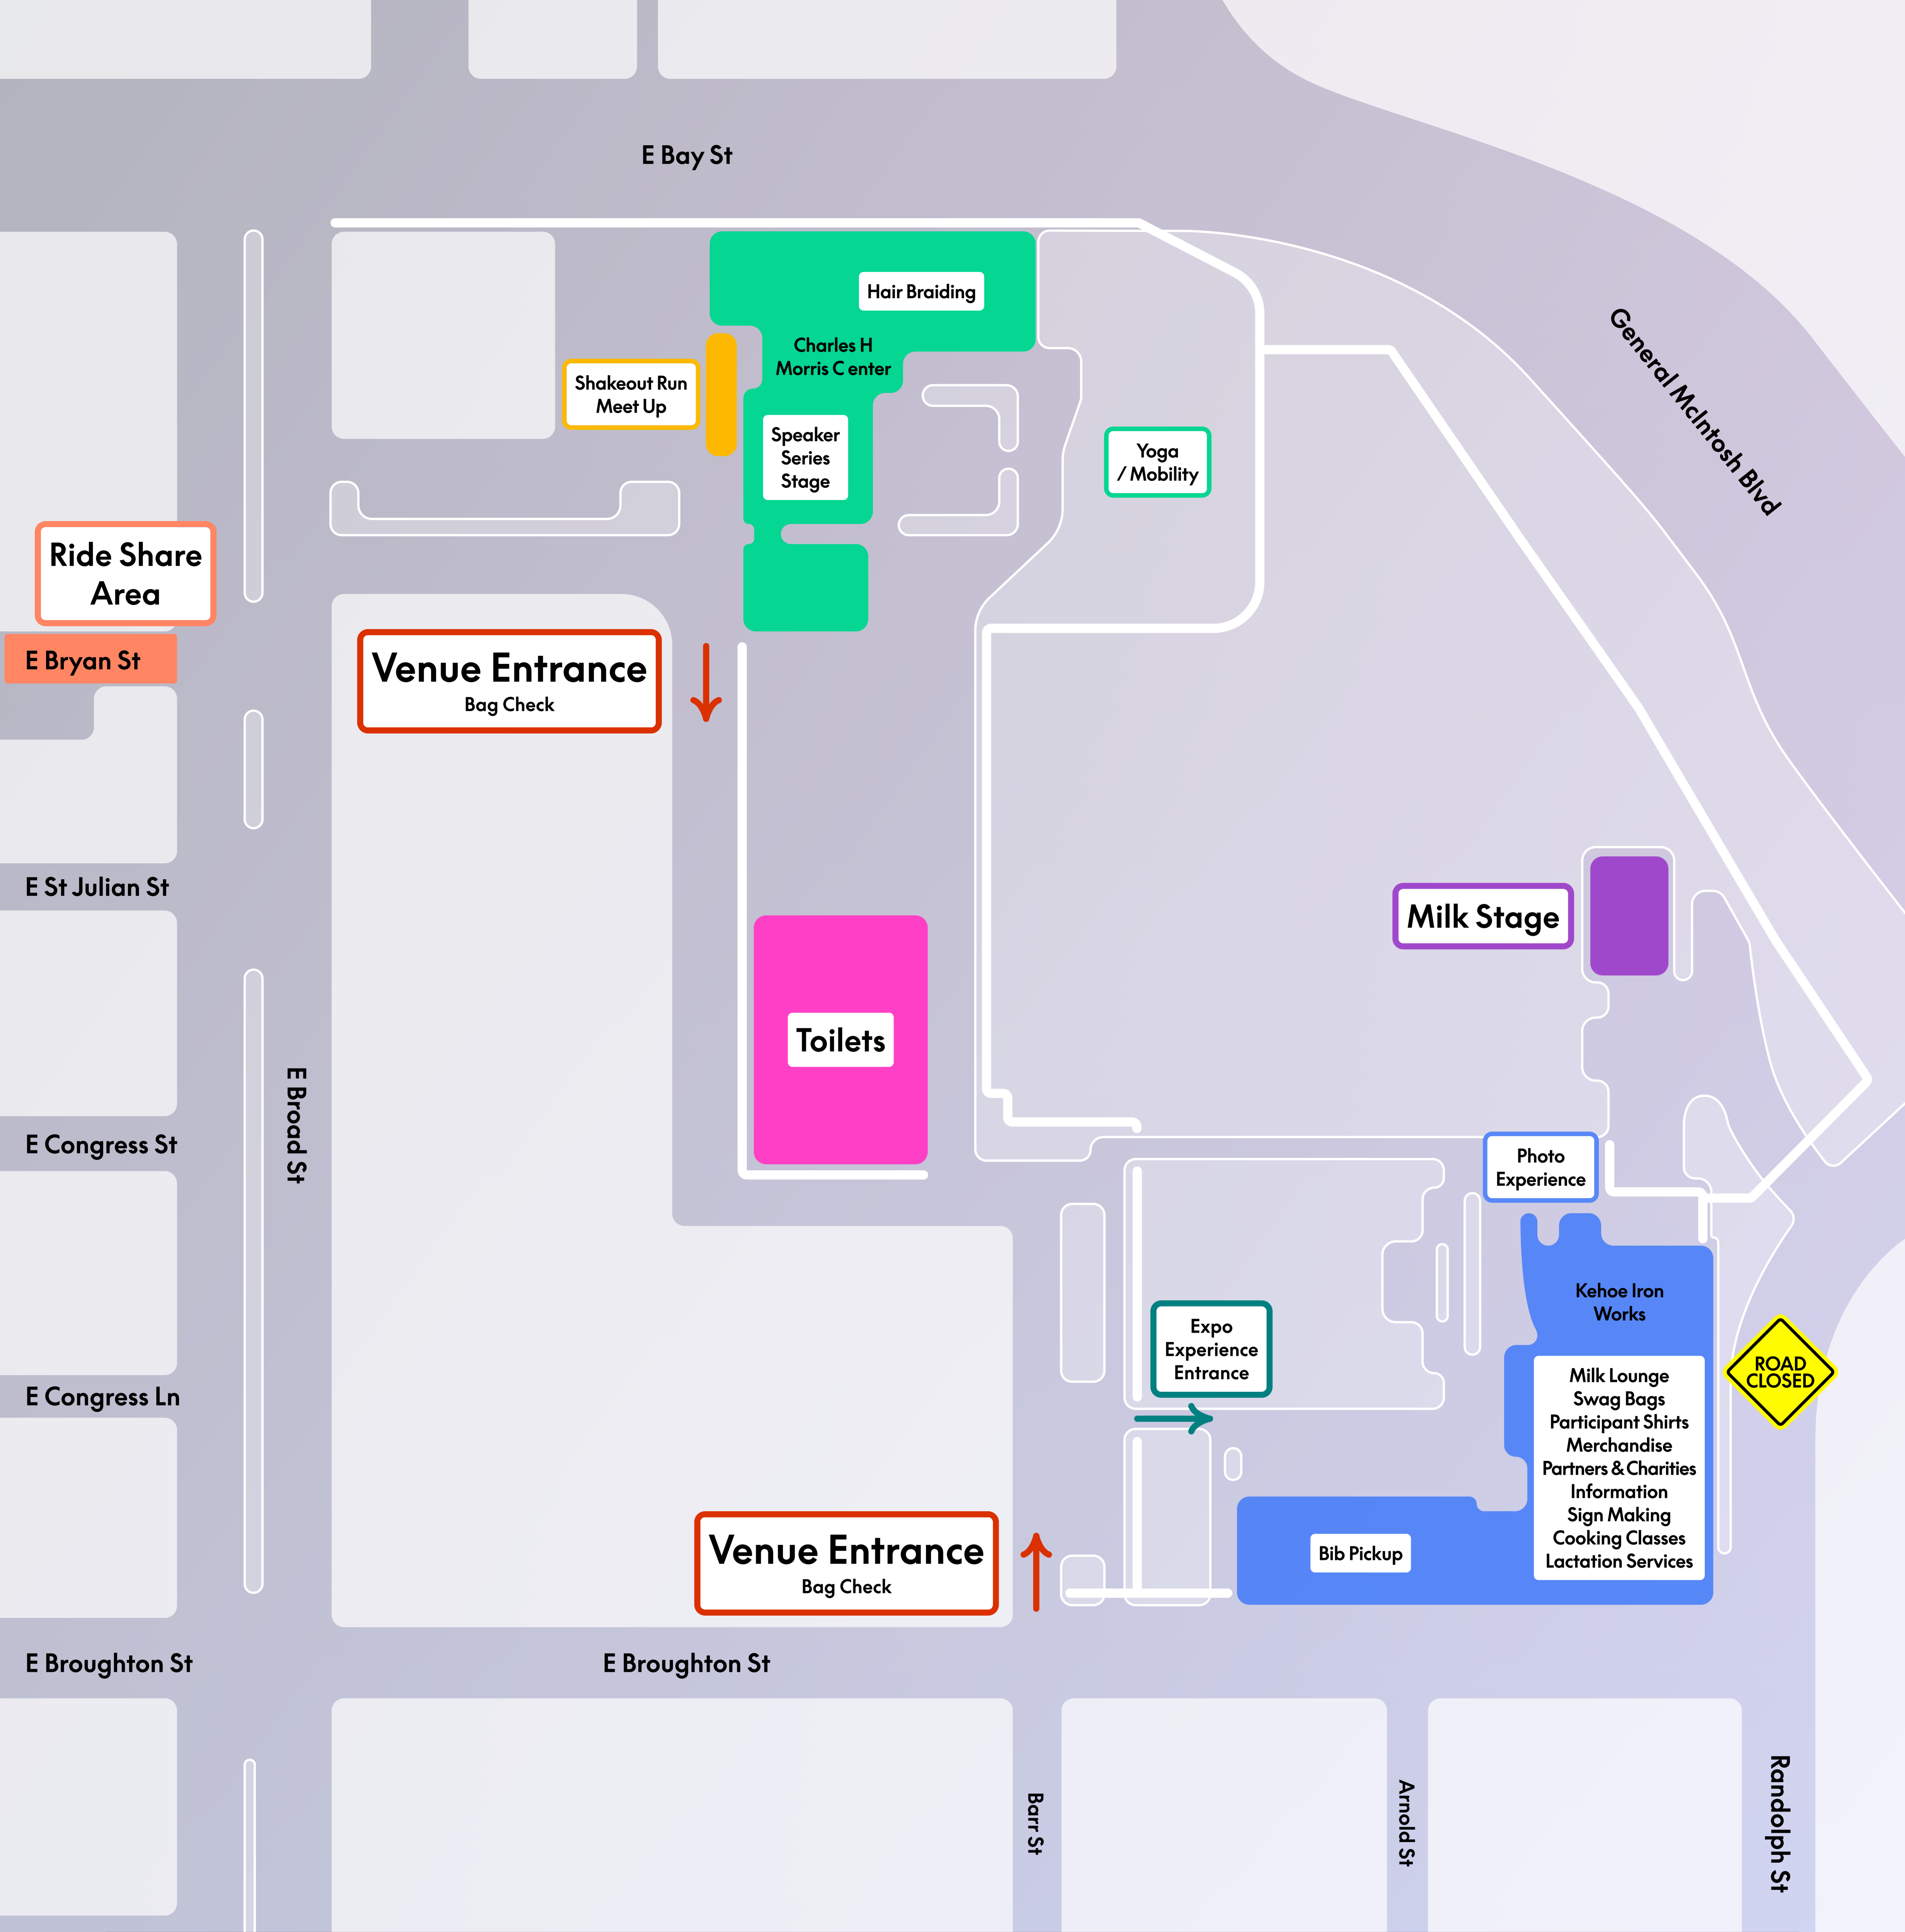 E Bay St
Hair Braiding
Charles H
Morris C enter
Shakeout Run
Meet Up
Speaker
Series
Stage
Yoga
/ Mobility
General McIntosh Blvd
Ride Share
Area
E Bryan St
Venue Entrance
Bag Check
E St Julian St
Milk Stage
Toilets
E Broad St
E Congress St
Photo
Experience
Kehoe Iron
Works
Expo
Experience
Entrance
ROAD
CLOSED
E Congress Ln
Milk Lounge
Swag Bags
Participant Shirts
Merchandise
Partners & Charities
Information
Sign Making
Cooking Classes
Lactation Services
Venue Entrance
Bag Check
Bib Pickup
E Broughton St
E Broughton St
Barr St
Arnold St
Randolph St